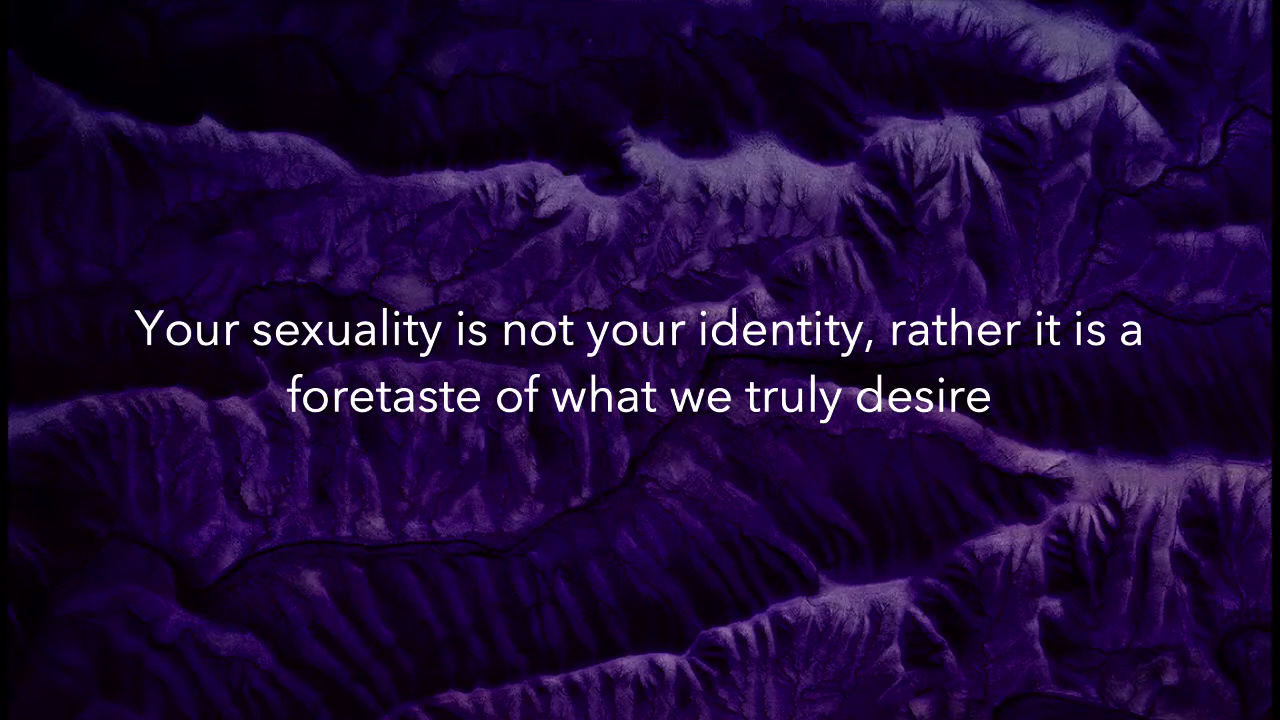 Your sexuality is not your identity, rather it is a
foretaste of what we truly desire